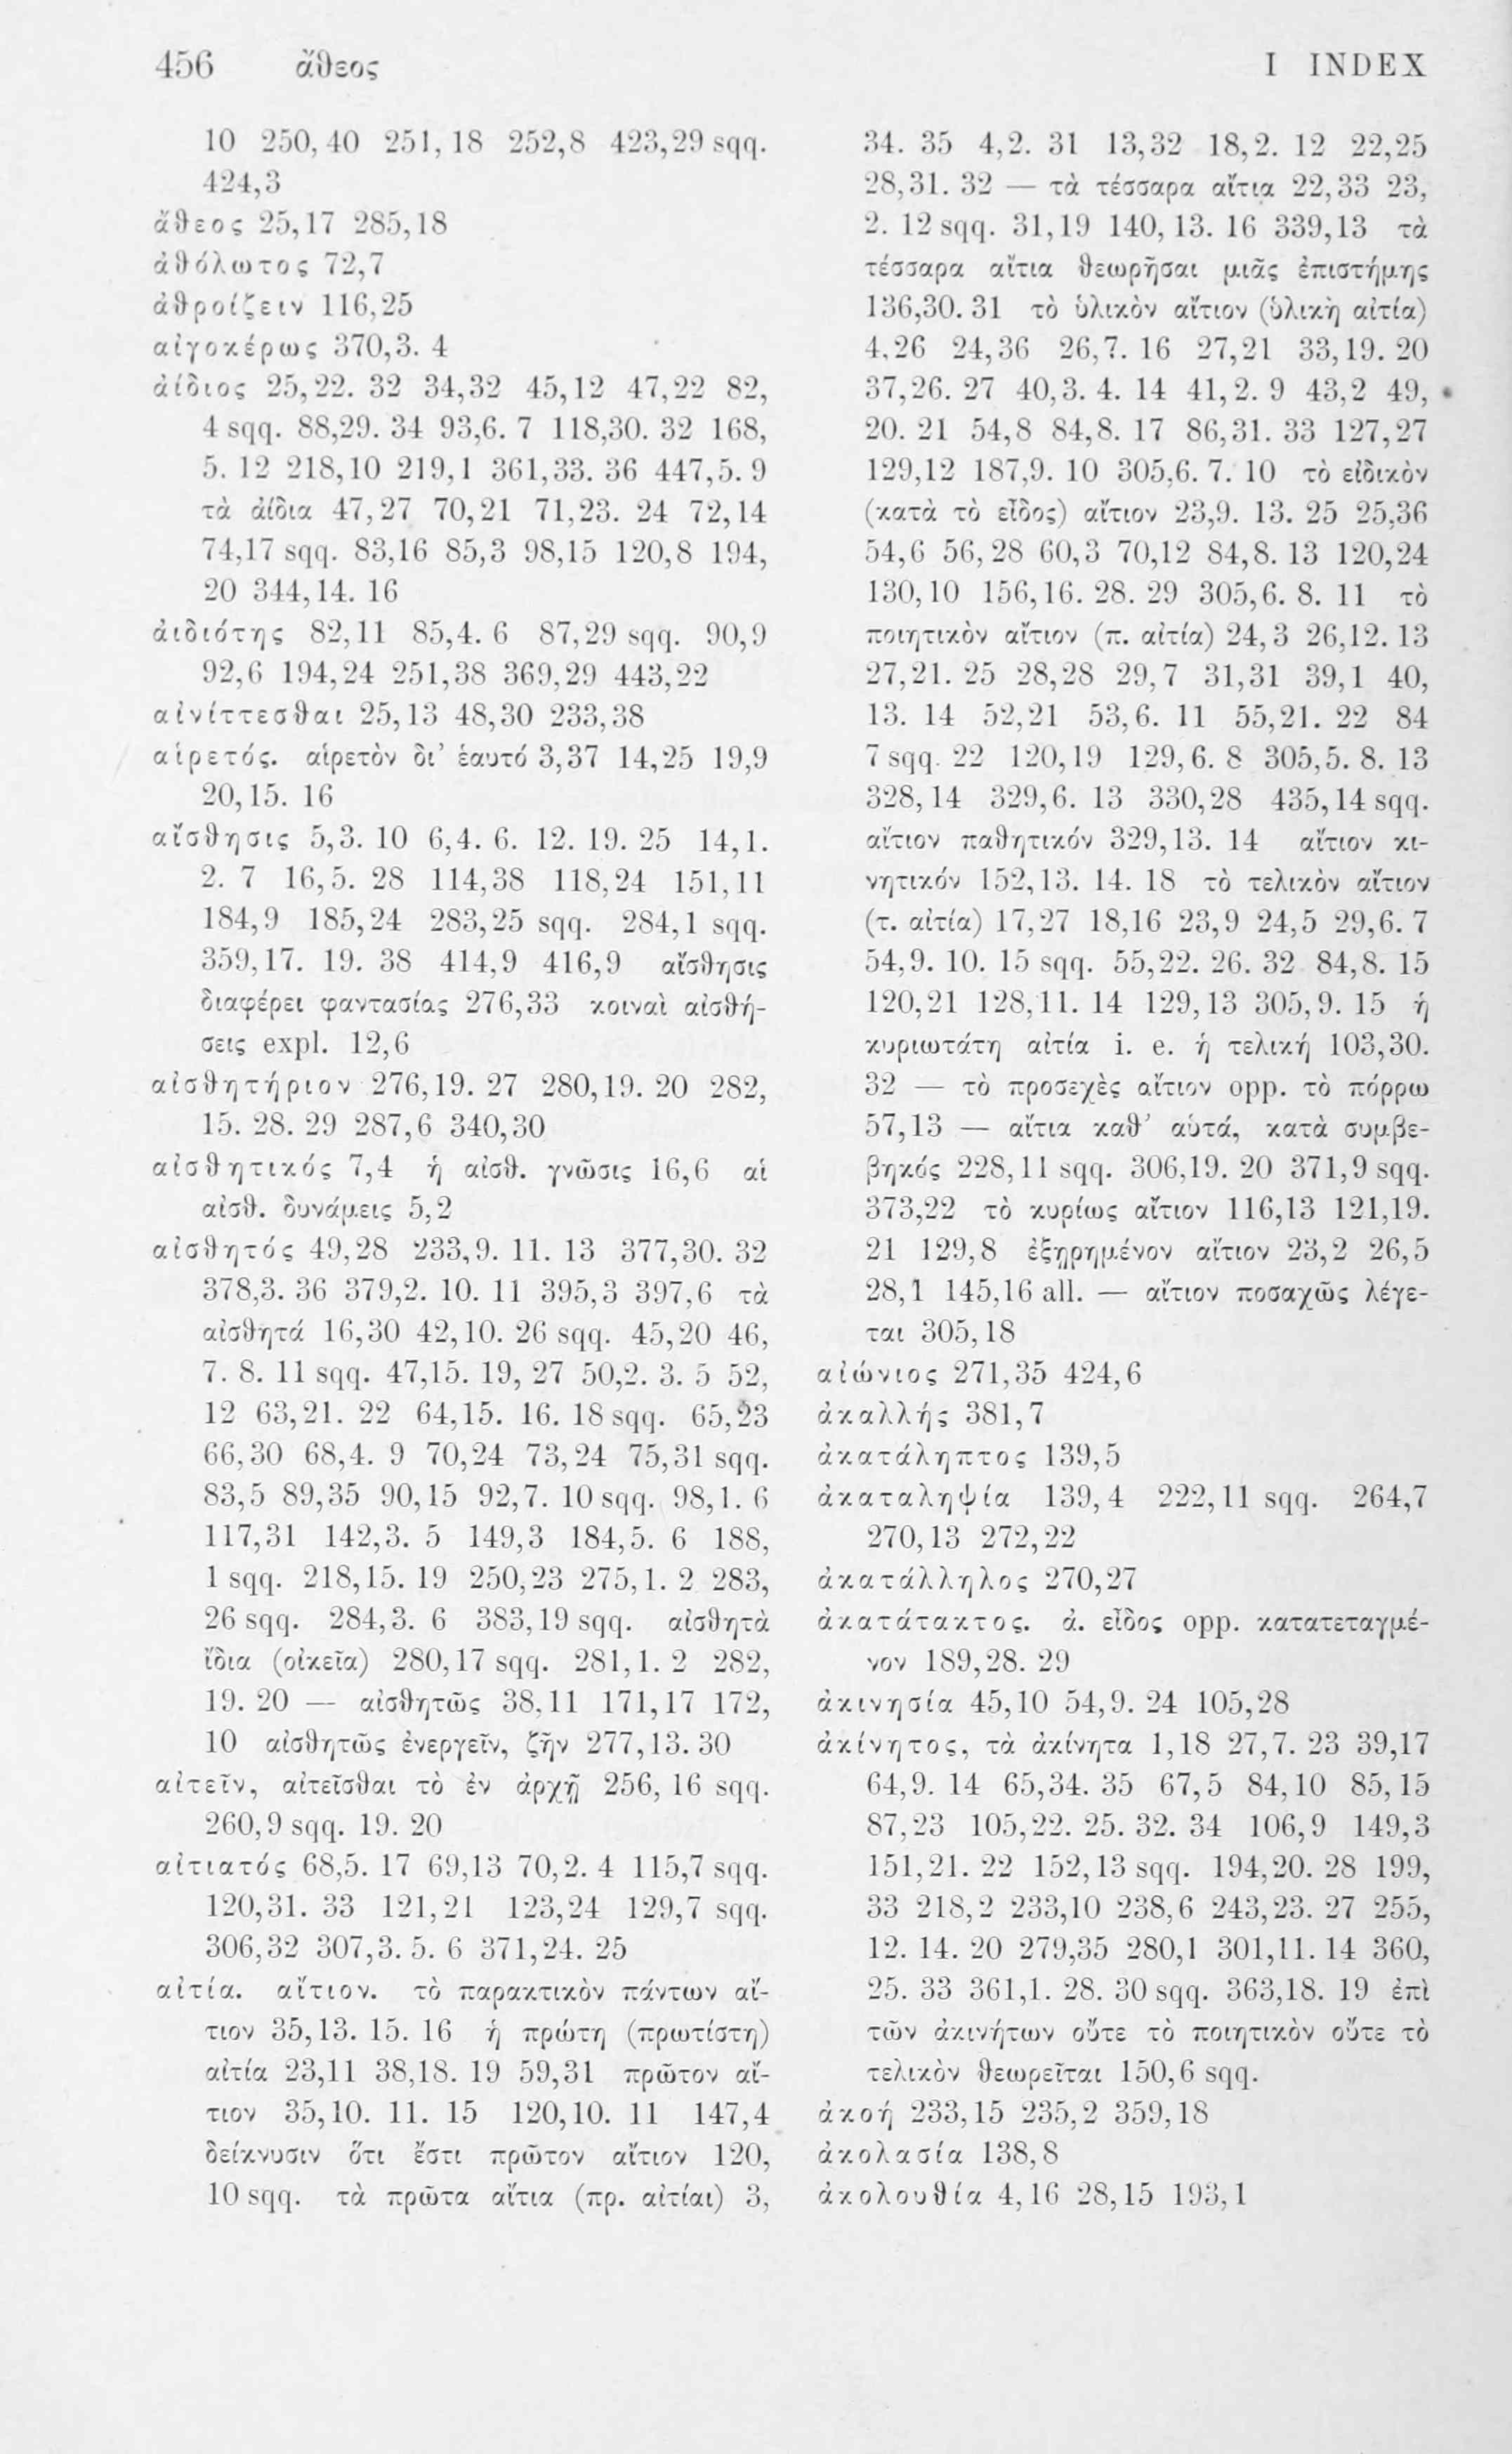 456 ἄθεος I INDEX
10 250,40 251,18 252,8 423,29 sqq.
424,3
ἄθεος 25,17 285,18
ἀθόλωτος 72,7
ἀθροίζειν 116,25
αἰγοκέρως 370,3. 4
ἀίδιος 25,22. 32 34,32 45,12 47,22 82,
4 sqq. 88,29. 34 93,6. 7 118,30. 32 168,
5. 12 218,10 219,1 361,33. 36 447,5. 9
τὰ ἀίδια 47,27 70,21 71,23. 24 72,14
74,17 sqq. 83,16 85,3 98,15 120,8 194,
20 344,14. 16
ἀιδιότης 82,11 85,4. 6 87,29 sqq. 90,9
92,6 194,24 251,38 369,29 443,22
αἰνίττεσθαι 25,13 48,30 233,38
αἱρετός. αἱρετὸν δι’ ἑαυτό 3,37 14,25 19,9
20,15. 16
αἴσθησις 5,3. 10 6,4. 6. 12. 19. 25 14,1.
2. 7 16,5. 28 114,38 118,24 151,11
184,9 185,24 283,25 sqq. 284,1 sqq.
359,17. 19. 38 414,9 416,9 αἴσθησις
διαφέρει φαντασίας 276,33 κοιναὶ αἰσθή-
σεις expl. 12,6
αἰσθητήριον 276,19. 27 280,19. 20 282,
15. 28. 29 287,6 340,30
αἰσθητικός 7,4 ἡ αἰσθ. γνῶσις 16,6 αἱ
αἰσθ. δυνάμεις 5,2
αἰσθητός 49,28 233,9. 11. 13 377,30. 32
378,3. 36 379,2. 10. 11 395,3 397,6 τὰ
αἰσθητά 16,30 42,10. 26 sqq. 45,20 46,
7. 8. 11 sqq. 47,15. 19, 27 50,2. 3. 5 52,
12 63,21. 22 64,15. 16. 18 sqq. 65,23
66,30 68,4. 9 70,24 73,24 75,31 sqq.
83,5 89,35 90,15 92,7. 10 sqq. 98,1. 6
117,31 142,3. 5 149,3 184,5. 6 188,
1 sqq. 218,15. 19 250,23 275,1. 2 283,
26 sqq. 284,3. 6 383,19 sqq. αἰσθητὰ
ἴδια (οἰκεῖα) 280,17 sqq. 281,1. 2 282,
19. 20 — αἰσθητῶς 38,11 171,17 172,
10 αἰσθητῶς ἐνεργεῖν, ζῆν 277,13. 30
αἰτεῖν, αἰτεῖσθαι τὸ ἐν ἀρχῇ 256, 16 sqq.
260,9 sqq. 19. 20
αἰτιατός 68,5. 17 69,13 70,2. 4 115,7 sqq.
120,31. 33 121,21 123,24 129,7 sqq.
306,32 307,3. 5. 6 371,24. 25
αἰτία. αἴτιον. τὸ παρακτικὸν πάντων αἴ-
τιον 35,13. 15. 16 ἡ πρώτη (πρωτίστη)
αἰτία 23,11 38,18. 19 59,31 πρῶτον αἴ-
τιον 35,10. 11. 15 120,10. 11 147,4
δείκνυσιν ὅτι ἔστι πρῶτον αἴτιον 120,
10 sqq. τὰ πρῶτα αἴτια (πρ. αἰτίαι) 3,
34. 35 4,2. 31 13,32 18,2. 12 22,25
28,31. 32 — τὰ τέσσαρα αἴτια 22,33 23,
2. 12 sqq. 31,19 140,13. 16 339,13 τὰ
τέσσαρα αἴτια θεωρῆσαι μιᾶς ἐπιστήμης
136,30. 31 τὸ ὑλικὸν αἴτιον (ὑλικὴ αἰτία)
4,26 24,36 26,7. 16 27,21 33,19. 20
37,26. 27 40,3. 4. 14 41,2. 9 43,2 49,
20. 21 54,8 84,8. 17 86,31. 33 127,27
129,12 187,9. 10 305,6. 7. 10 τὸ εἰδικὸν
(κατὰ τὸ εἶδος) αἴτιον 23,9. 13. 25 25,36
54,6 56,28 60,3 70,12 84,8. 13 120,24
130,10 156,16. 28. 29 305,6. 8. 11 τὸ
ποιητικὸν αἴτιον (π. αἰτία) 24,3 26,12. 13
27,21. 25 28,28 29,7 31,31 39,1 40,
13. 14 52,21 53,6. 11 55,21. 22 84
7 sqq. 22 120,19 129,6. 8 305,5. 8. 13
328,14 329,6. 13 330,28 435,14 sqq.
αἴτιον παθητικόν 329,13. 14 αἴτιον κι-
νητικόν 152,13. 14. 18 τὸ τελικὸν αἴτιον
(τ. αἰτία) 17,27 18,16 23,9 24,5 29,6. 7
54,9. 10. 15 sqq. 55,22. 26. 32 84,8. 15
120,21 128,11. 14 129,13 305,9. 15 ἡ
κυριωτάτη αἰτία i. e. ἡ τελική 103,30.
32 — τὸ προσεχὲς αἴτιον opp. τὸ πόρρω
57,13 — αἴτια καθ’ αὑτά, κατὰ συμβε-
βηκός 228,11 sqq. 306,19. 20 371,9 sqq.
373,22 τὸ κυρίως αἴτιον 116,13 121,19.
21 129,8 ἐξῃρημένον αἴτιον 23,2 26,5
28,1 145,16 all. — αἴτιον ποσαχῶς λέγε-
ται 305,18
αἰώνιος 271,35 424,6
ἀκαλλής 381,7
ἀκατάληπτος 139,5
ἀκαταληψία 139,4 222,11 sqq. 264,7
270,13 272,22
ἀκατάλληλος 270,27
ἀκατάτακτος. ἀ. εἶδος opp. κατατεταγμέ-
νον 189,28. 29
ἀκινησία 45,10 54,9. 24 105,28
ἀκίνητος, τὰ ἀκίνητα 1,18 27,7. 23 39,17
64,9. 14 65,34. 35 67,5 84,10 85,15
87,23 105,22. 25. 32. 34 106,9 149,3
151,21. 22 152,13 sqq. 194,20. 28 199,
33 218,2 233,10 238,6 243,23. 27 255,
12. 14. 20 279,35 280,1 301,11. 14 360,
25. 33 361,1. 28. 30 sqq. 363,18. 19 ἐπὶ
τῶν ἀκινήτων οὔτε τὸ ποιητικὸν οὔτε τὸ
τελικὸν θεωρεῖται 150,6 sqq.
ἀκοή 233,15 235,2 359,18
ἀκολασία 138,8
ἀκολουθία 4,16 28,15 193,1